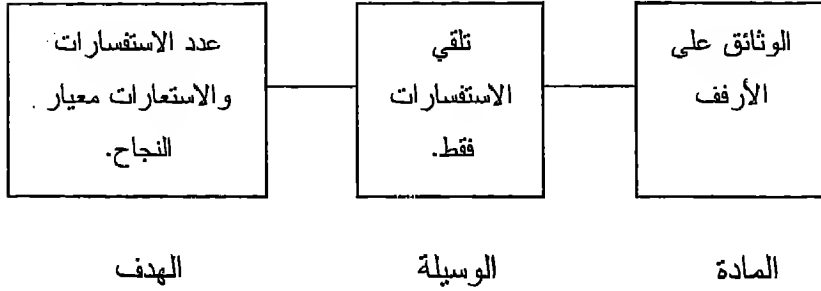 الوثائق على
الأرفف
تلقي
الاستفسارات
فقط.
عدد الاستفسارات
والاستعارات معيار
النجاح.
المادة
الوسيلة
الهدف